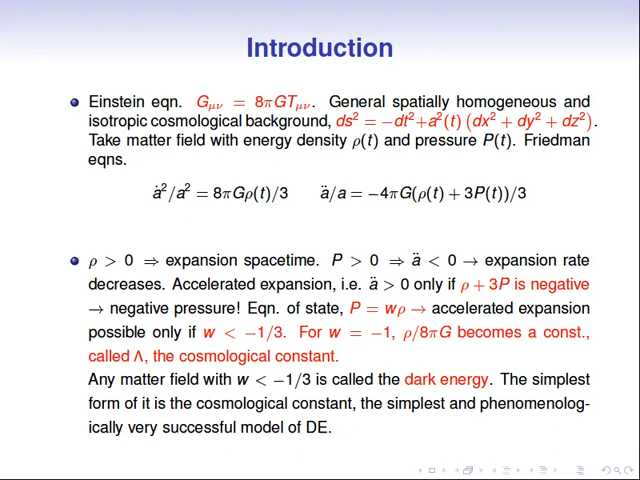 Introduction
Einstein eqn. G_μν = 8πGT_μν. General spatially homogeneous and
isotropic cosmological background, ds² = −dt²+a²(t) (dx² + dy² + dz²).
Take matter field with energy density ρ(t) and pressure P(t). Friedman
eqns.
ȧ²/a² = 8πGρ(t)/3 ä/a = −4πG(ρ(t) + 3P(t))/3
ρ > 0 ⇒ expansion spacetime. P > 0 ⇒ ä < 0 → expansion rate
decreases. Accelerated expansion, i.e. ä > 0 only if ρ + 3P is negative
→ negative pressure! Eqn. of state, P = wρ → accelerated expansion
possible only if w < −1/3. For w = −1, ρ/8πG becomes a const.,
called Λ, the cosmological constant.
Any matter field with w < −1/3 is called the dark energy. The simplest
form of it is the cosmological constant, the simplest and phenomenolog-
ically very successful model of DE.